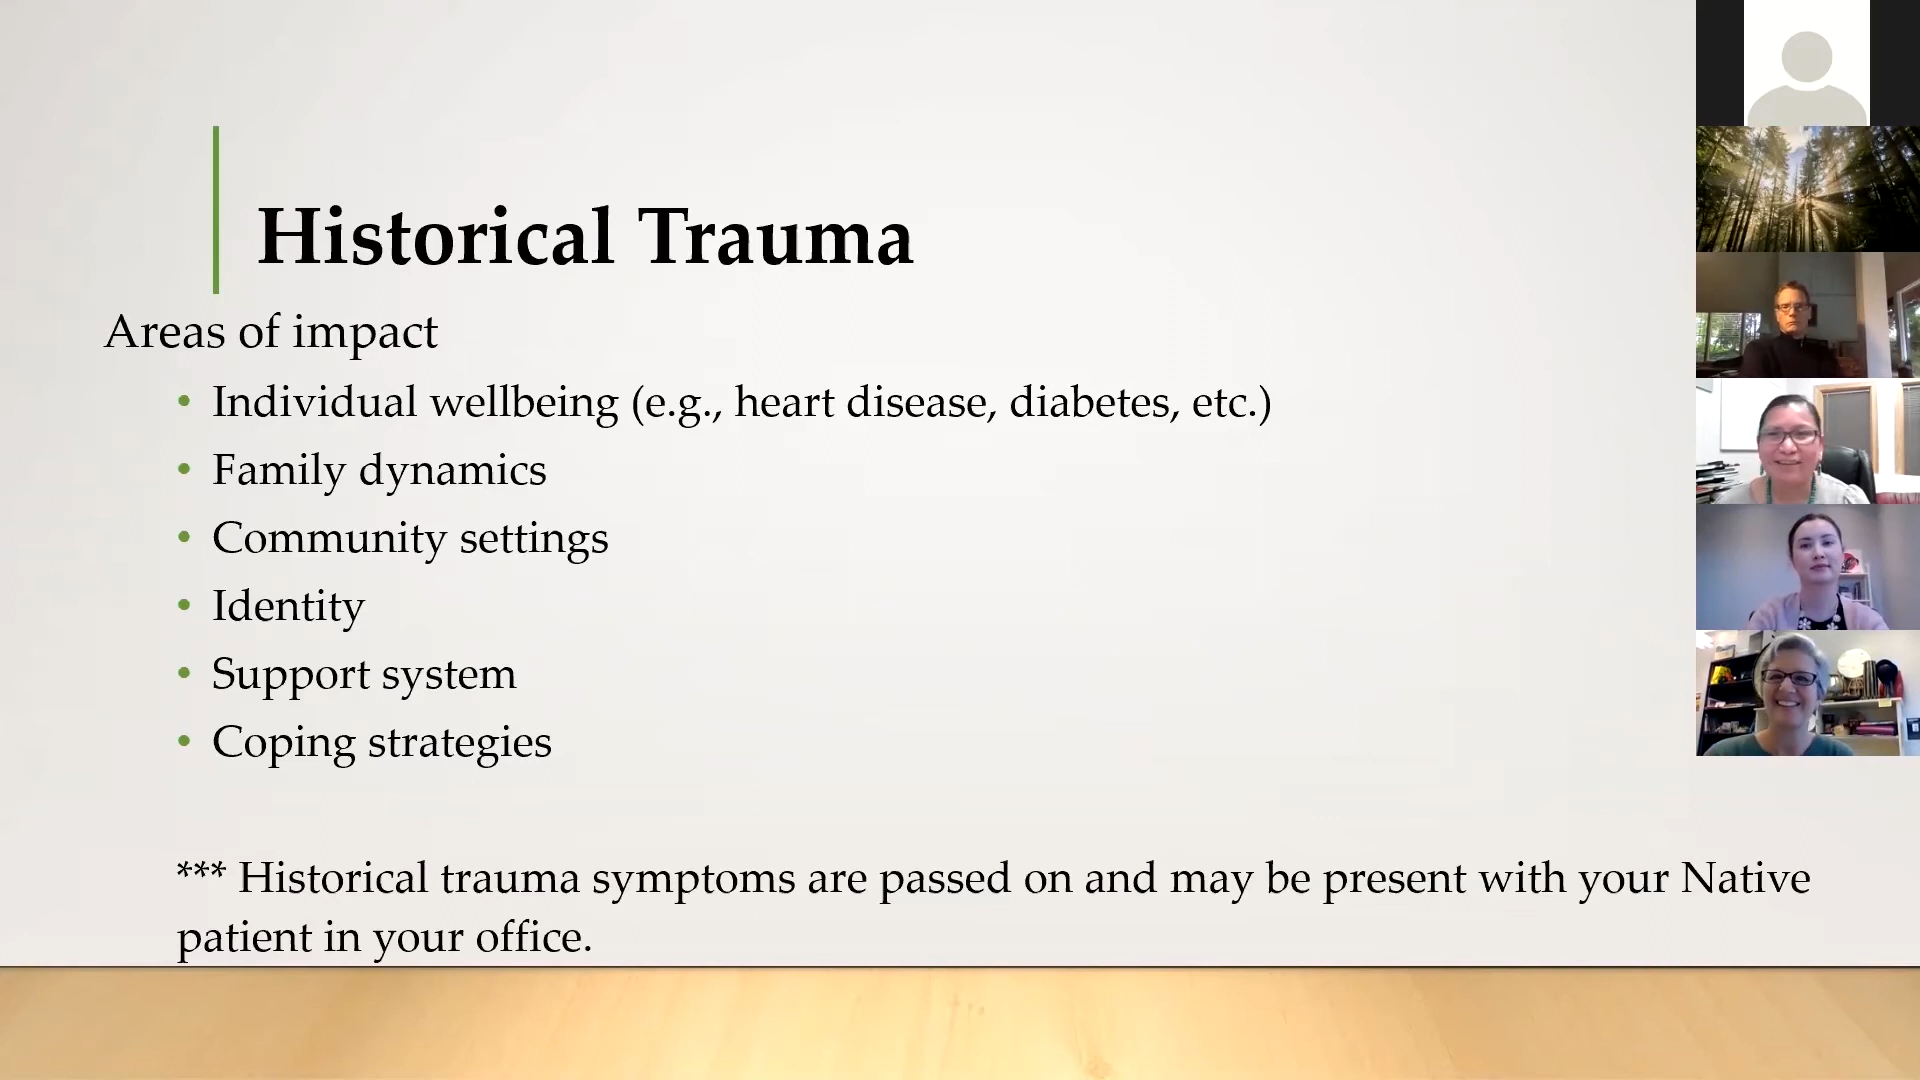 Historical Trauma
Areas of impact
• Individual wellbeing (e.g., heart disease, diabetes, etc.)
• Family dynamics
• Community settings
• Identity
• Support system
• Coping strategies
*** Historical trauma symptoms are passed on and may be present with your Native
patient in your office.